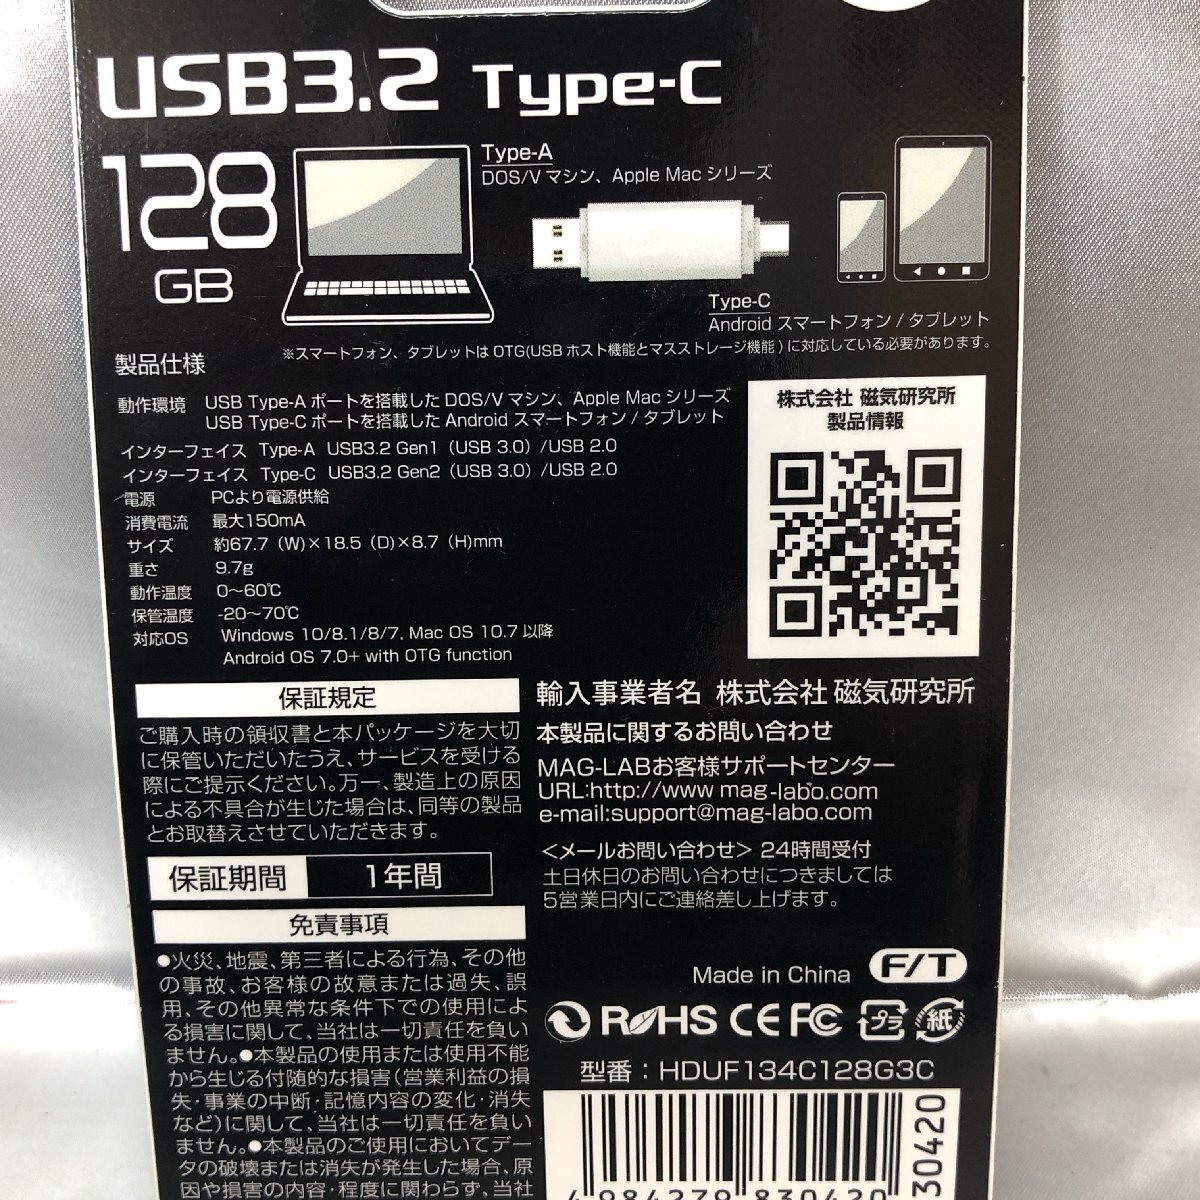 USB3.2 Type-C
128
GB
Type-A
DOS/V マシン、Apple Mac シリーズ
Type-C
Android スマートフォン / タブレット
※スマートフォン、タブレットは OTG(USB ホスト機能とマスストレージ機能 ) に対応している必要があります。
製品仕様
動作環境 USB Type-A ポートを搭載した DOS/V マシン、Apple Mac シリーズ
USB Type-C ポートを搭載した Android スマートフォン / タブレット
インターフェイス Type-A USB3.2 Gen1（USB 3.0）/USB 2.0
インターフェイス Type-C USB3.2 Gen2（USB 3.0）/USB 2.0
電源 PCより電源供給
消費電流 最大150mA
サイズ 約67.7（W)×18.5（D)×8.7（H)mm
重さ 9.7g
動作温度 0～60℃
保管温度 -20～70℃
対応OS Windows 10/8.1/8/7, Mac OS 10.7 以降
Android OS 7.0+ with OTG function
株式会社 磁気研究所
製品情報
保証規定
ご購入時の領収書と本パッケージを大切
に保管いただいたうえ、サービスを受ける
際にご提示ください。万一、製造上の原因
による不具合が生じた場合は、同等の製品
とお取替えさせていただきます。
保証期間 1年間
免責事項
●火災、地震、第三者による行為、その他
の事故、お客様の故意または過失、誤
用、その他異常な条件下での使用によ
る損害に関して、当社は一切責任を負い
ません。●本製品の使用または使用不能
から生じる付随的な損害（営業利益の損
失・事業の中断・記憶内容の変化・消失
など）に関して、当社は一切責任を負い
ません。●本製品のご使用においてデー
タの破壊または消失が発生した場合、原
因や損害の内容・程度に関わらず、当社
輸入事業者名 株式会社 磁気研究所
本製品に関するお問い合わせ
MAG-LABお客様サポートセンター
URL:http://www mag-labo.com
e-mail:support@mag-labo.com
＜メールお問い合わせ＞24時間受付
土日休日のお問い合わせにつきましては
5営業日内にご連絡差し上げます。
Made in China F/T
RoHS CE FC プラ 紙
型番：HDUF134C128G3C
4 984279 830420
30420